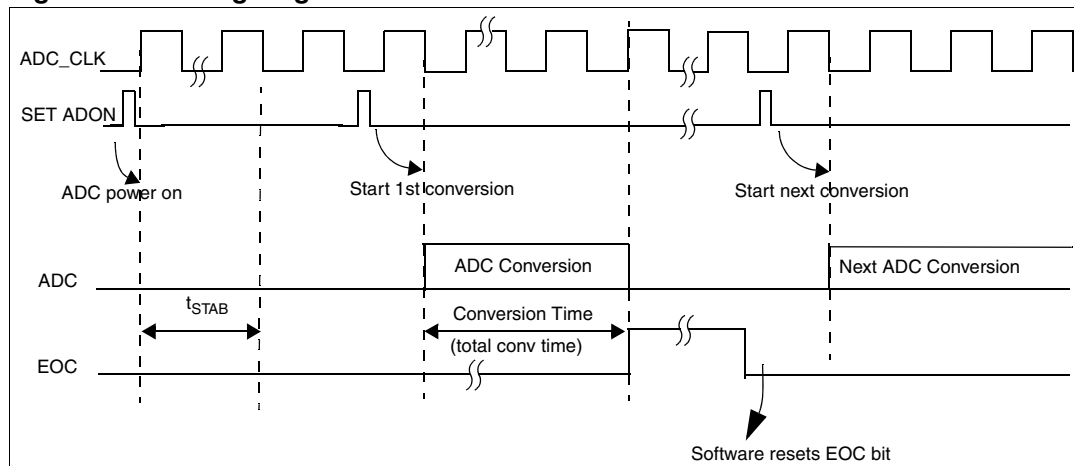 ADC_CLK
SET ADON
ADC power on
Start 1st conversion
Start next conversion
ADC Conversion
Next ADC Conversion
ADC
tSTAB
Conversion Time
(total conv time)
EOC
Software resets EOC bit